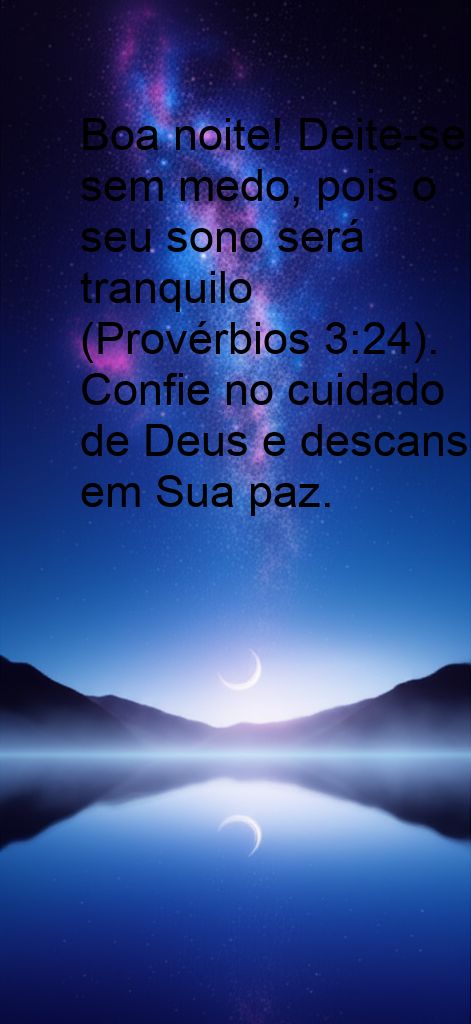 Boa noite! Deite-se
sem medo, pois o
seu sono será
tranquilo
(Provérbios 3:24).
Confie no cuidado
de Deus e descans
em Sua paz.